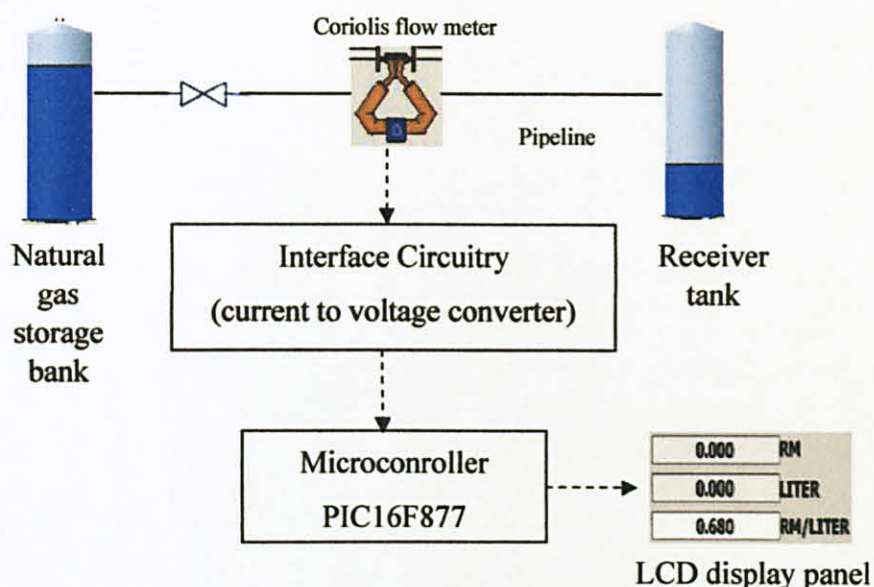 Coriolis flow meter
Pipeline
Natural
gas
storage
bank
Interface Circuitry
(current to voltage converter)
Receiver
tank
Microconroller
PIC16F877
0.000 RM
0.000 LITER
0.680 RM/LITER
LCD display panel